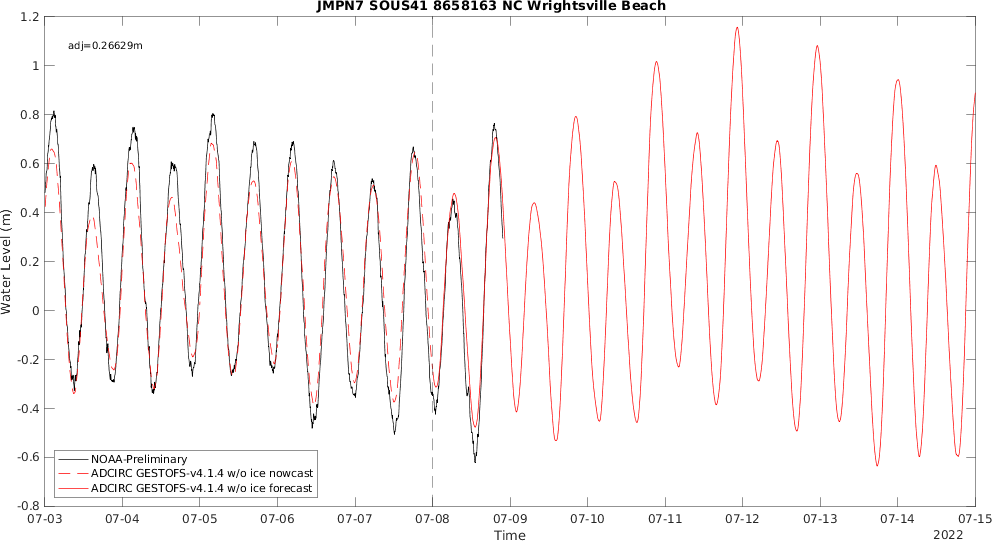 JMPN7 SOUS41 8658163 NC Wrightsville Beach
adj=0.26629m
1.2
1
0.8
0.6
0.4
0.2
0
-0.2
-0.4
-0.6
-0.8
Water Level (m)
NOAA-Preliminary
ADCIRC GESTOFS-v4.1.4 w/o ice nowcast
ADCIRC GESTOFS-v4.1.4 w/o ice forecast
07-03 07-04 07-05 07-06 07-07 07-08 07-09 07-10 07-11 07-12 07-13 07-14 07-15
Time
2022